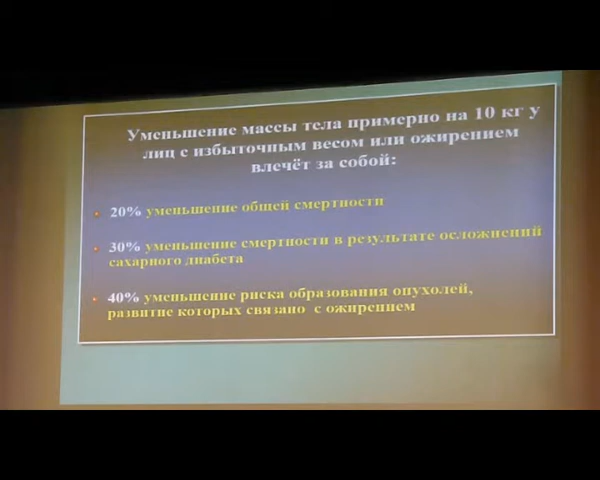 Уменьшение массы тела примерно на 10 кг у
лиц с избыточным весом или ожирением
влечёт за собой:
20% уменьшение общей смертности
30% уменьшение смертности в результате осложнений
сахарного диабета
40% уменьшение риска образования опухолей,
развитие которых связано с ожирением